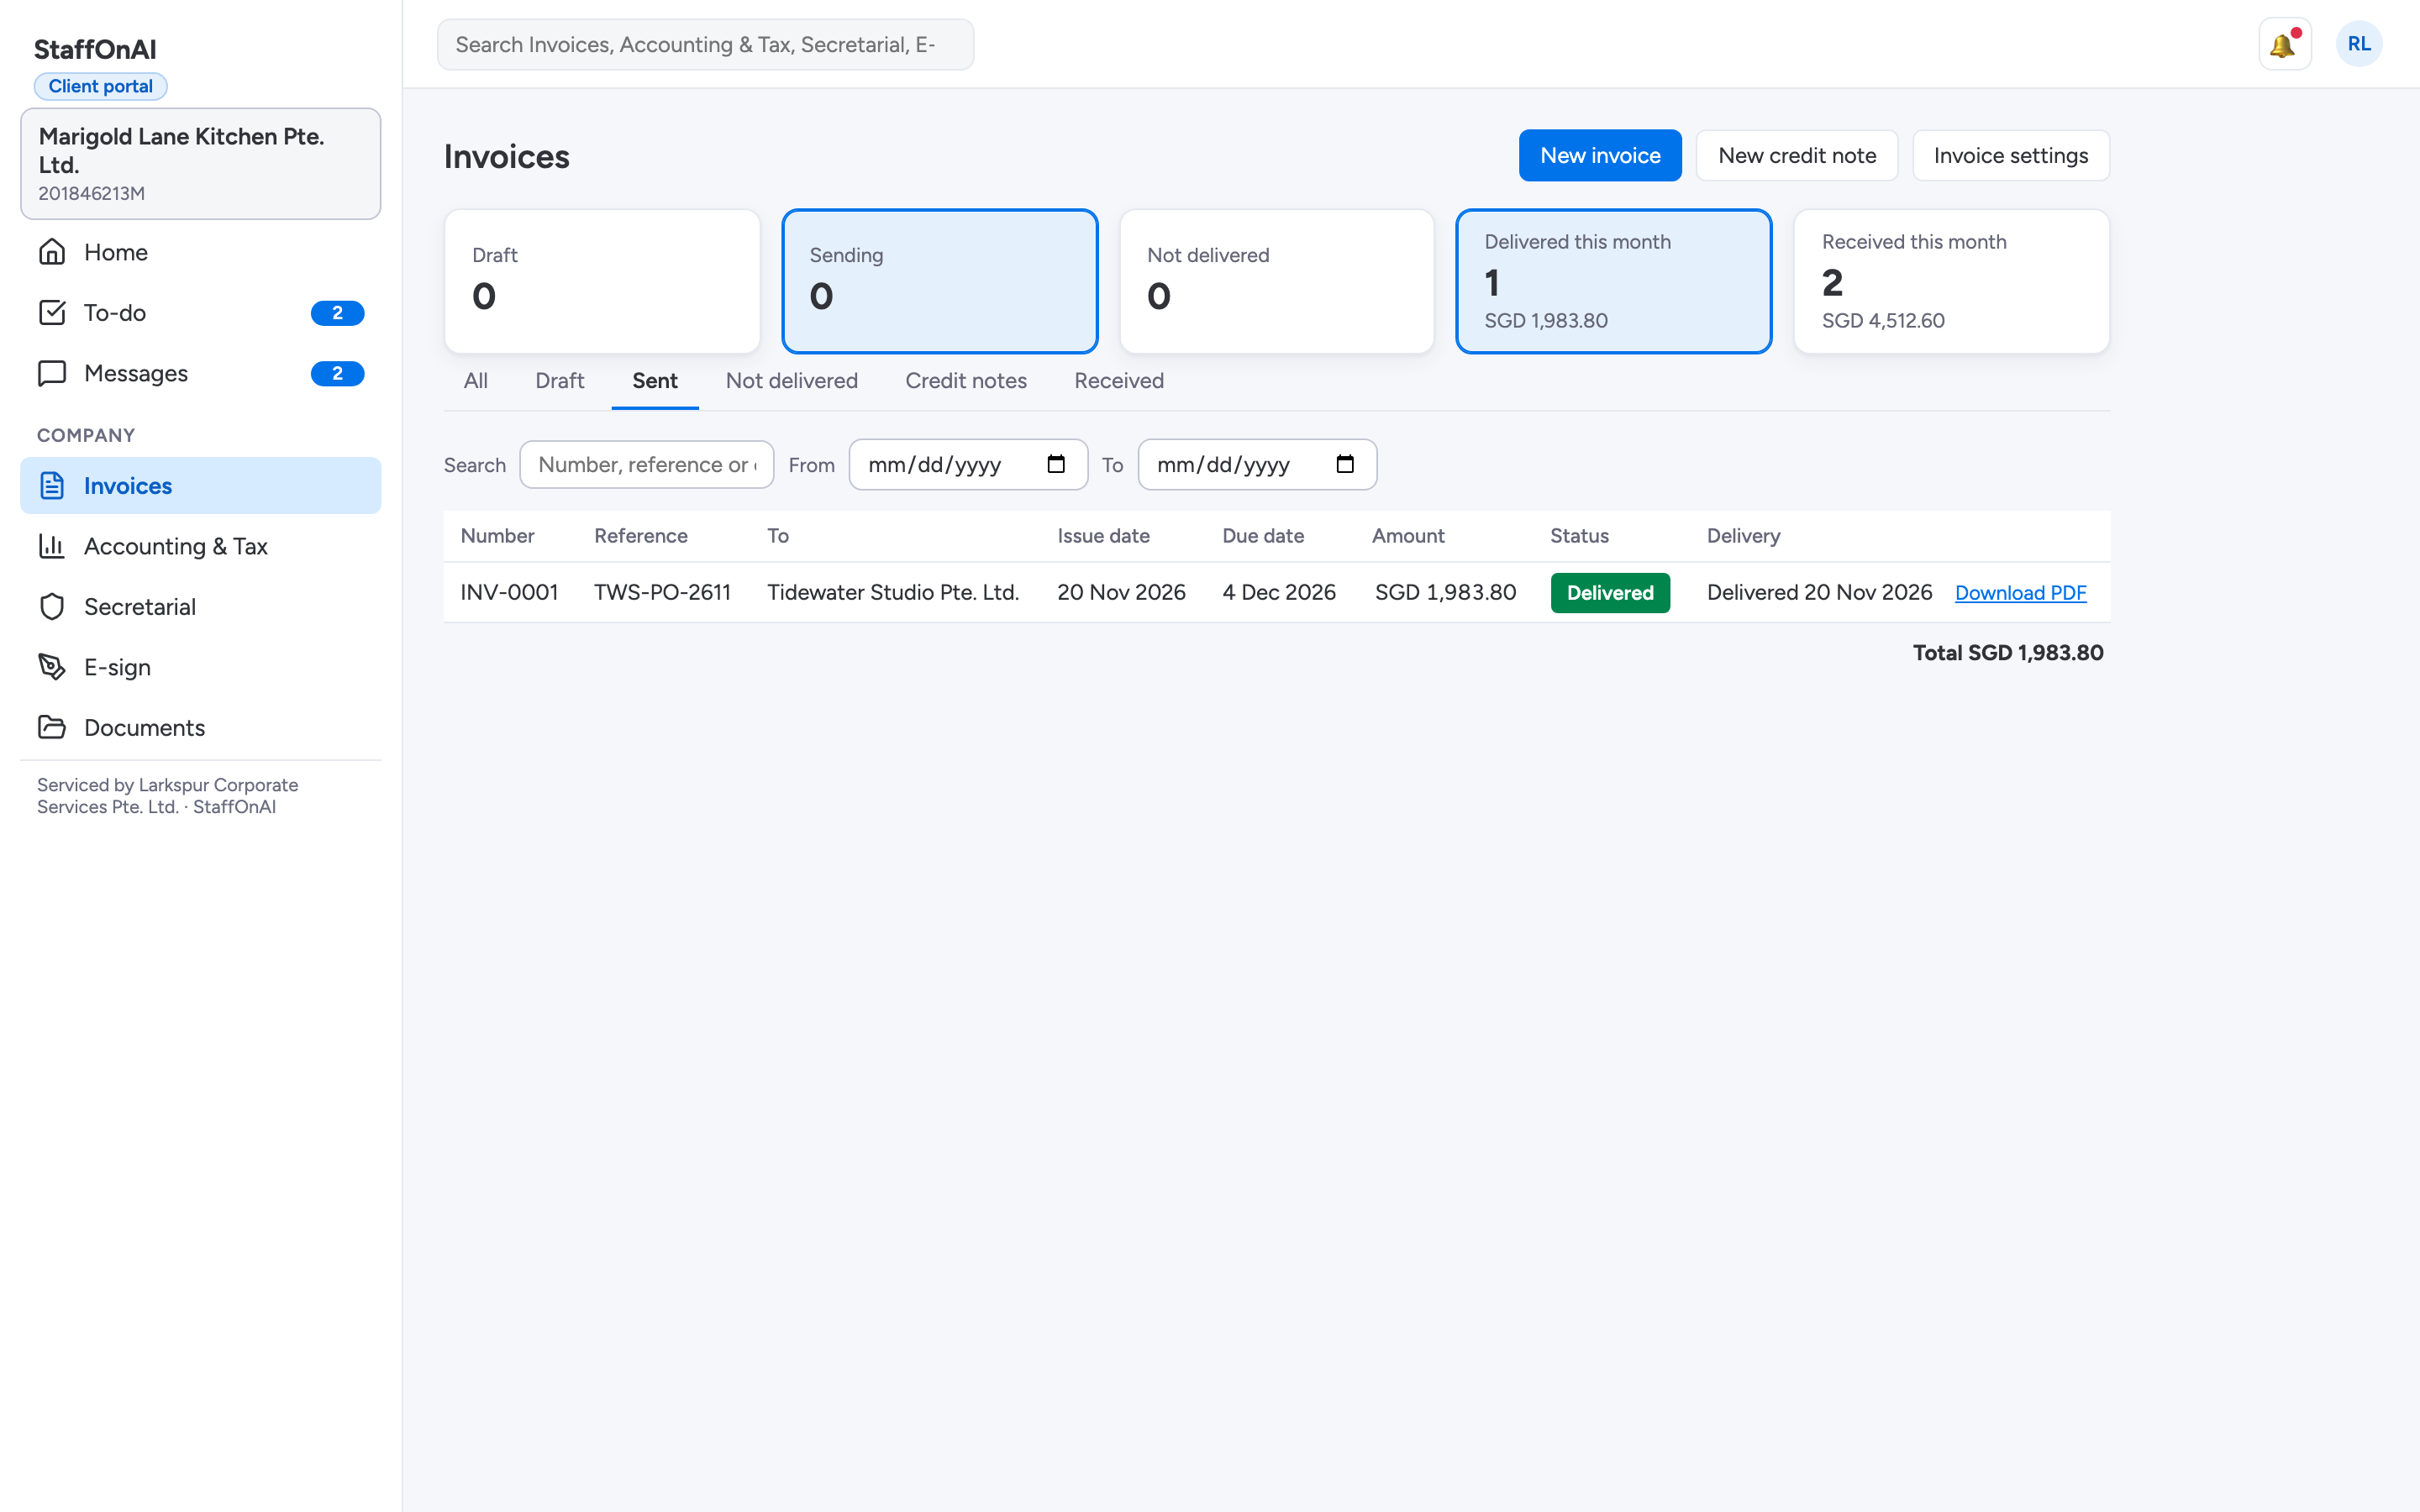 StaffOnAI
Client portal
Marigold Lane Kitchen Pte.
Ltd.
201846213M
Home
To-do 2
Messages 2
COMPANY
Invoices
Accounting & Tax
Secretarial
E-sign
Documents
Serviced by Larkspur Corporate
Services Pte. Ltd. · StaffOnAI
Search Invoices, Accounting & Tax, Secretarial, E-
RL
Invoices
New invoice
New credit note
Invoice settings
Draft
0
Sending
0
Not delivered
0
Delivered this month
1
SGD 1,983.80
Received this month
2
SGD 4,512.60
All Draft Sent Not delivered Credit notes Received
Search Number, reference or From mm/dd/yyyy To mm/dd/yyyy
Number Reference To Issue date Due date Amount Status Delivery
INV-0001 TWS-PO-2611 Tidewater Studio Pte. Ltd. 20 Nov 2026 4 Dec 2026 SGD 1,983.80 Delivered Delivered 20 Nov 2026 Download PDF
Total SGD 1,983.80